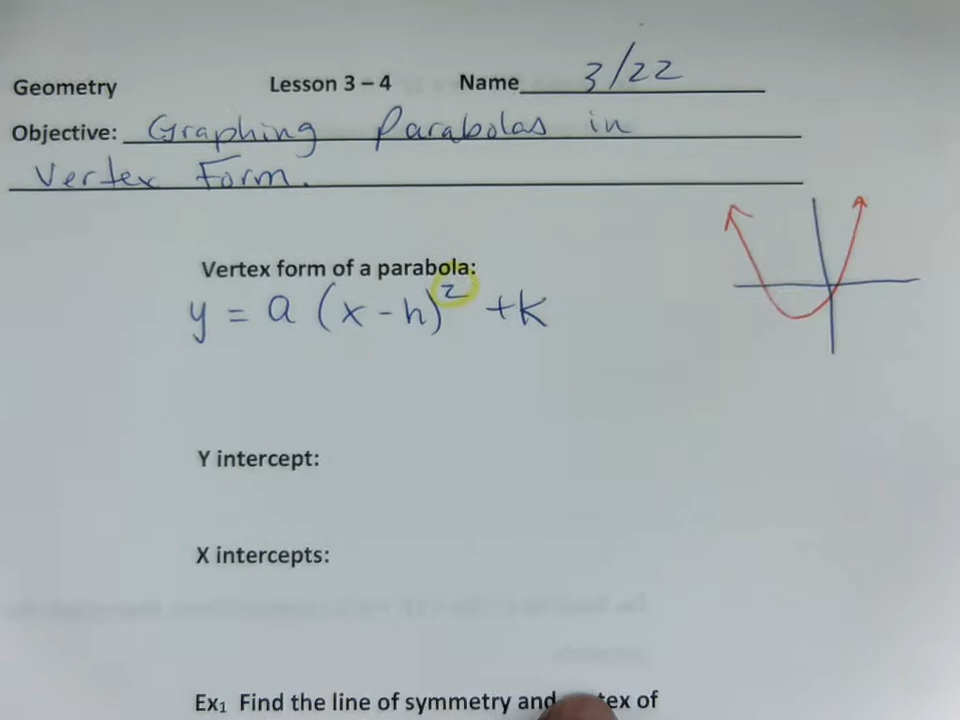 Geometry Lesson 3 – 4 Name 3/22
Objective: Graphing Parabolas in
Vertex Form.
Vertex form of a parabola:
y = a (x - h)² + k
Y intercept:
X intercepts:
Ex1 Find the line of symmetry and of